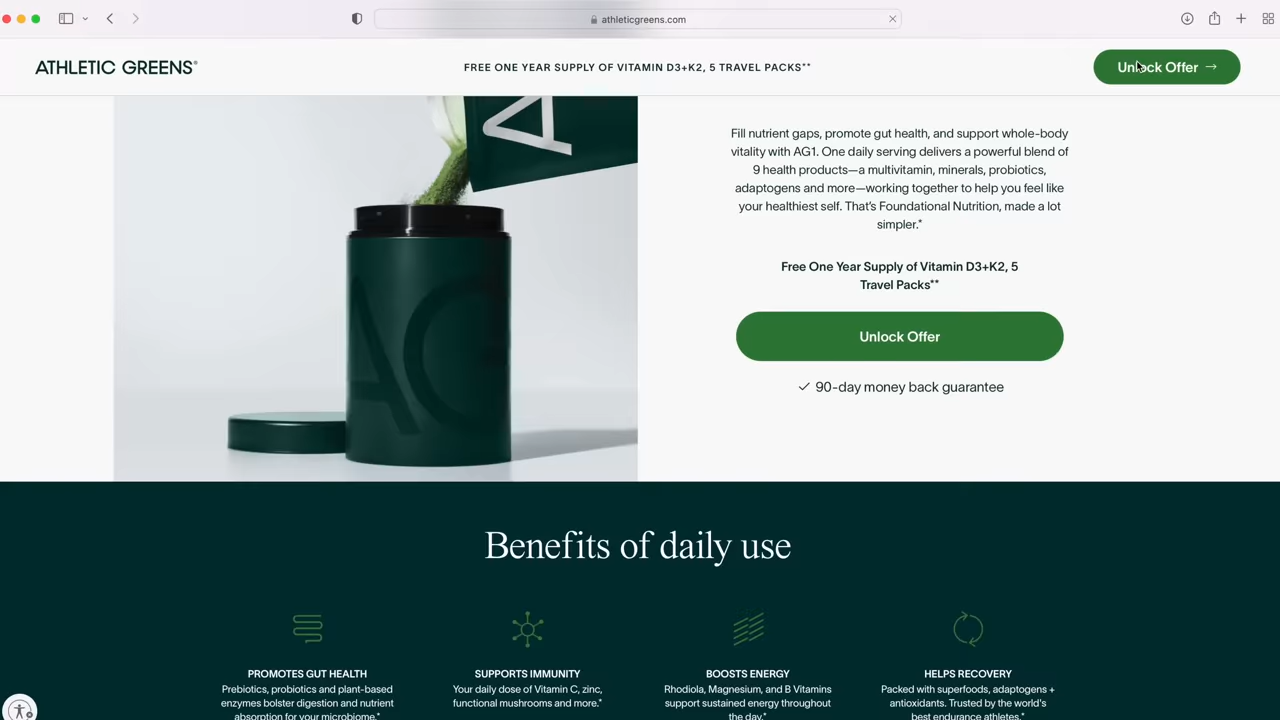 athleticgreens.com
ATHLETIC GREENS®
FREE ONE YEAR SUPPLY OF VITAMIN D3+K2, 5 TRAVEL PACKS**
Unlock Offer →
Fill nutrient gaps, promote gut health, and support whole-body
vitality with AG1. One daily serving delivers a powerful blend of
9 health products—a multivitamin, minerals, probiotics,
adaptogens and more—working together to help you feel like
your healthiest self. That's Foundational Nutrition, made a lot
simpler.*
Free One Year Supply of Vitamin D3+K2, 5
Travel Packs**
Unlock Offer
✓ 90-day money back guarantee
AG
Benefits of daily use
PROMOTES GUT HEALTH
Prebiotics, probiotics and plant-based
enzymes bolster digestion and nutrient
absorption for your microbiome.*
SUPPORTS IMMUNITY
Your daily dose of Vitamin C, zinc,
functional mushrooms and more.*
BOOSTS ENERGY
Rhodiola, Magnesium, and B Vitamins
support sustained energy throughout
the day.*
HELPS RECOVERY
Packed with superfoods, adaptogens +
antioxidants. Trusted by the world's
best endurance athletes.*